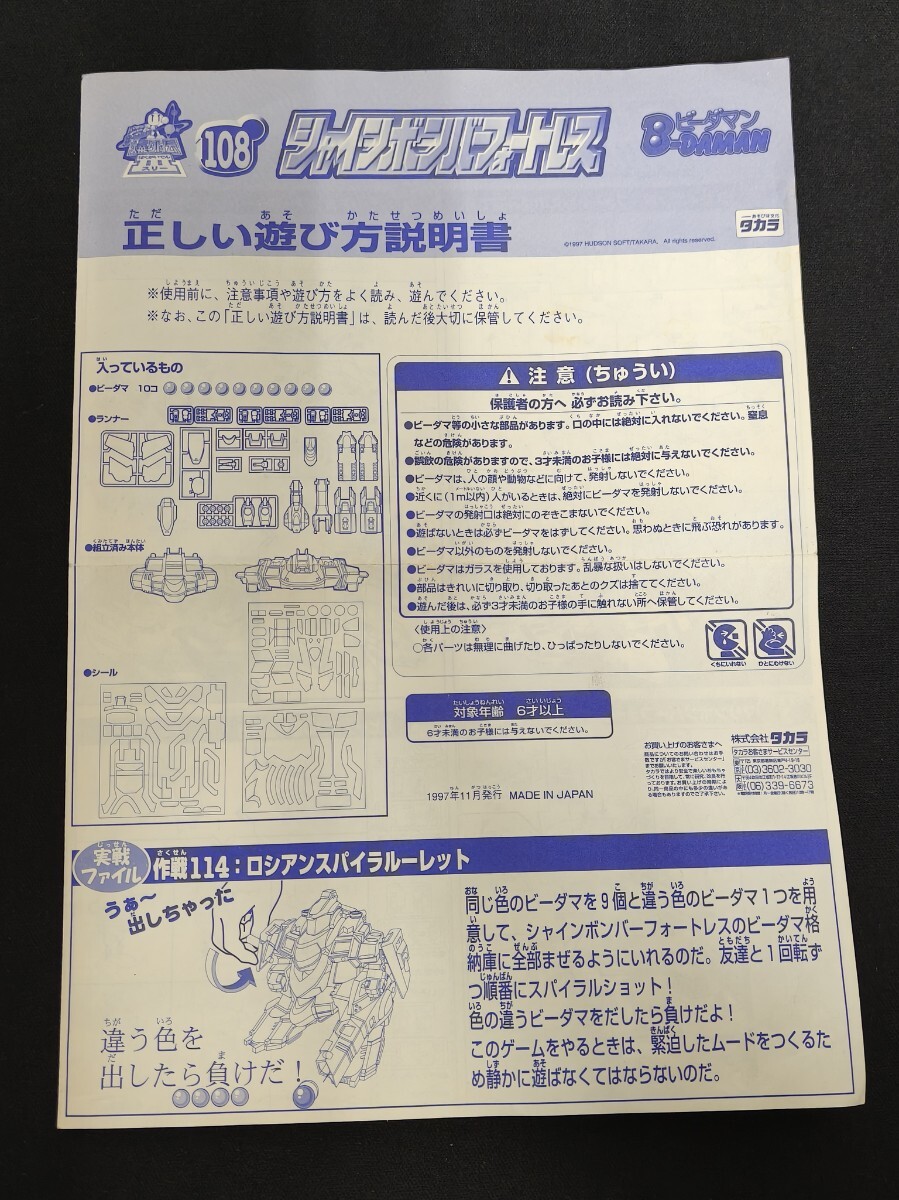 108
シャインボンバーフォートレス
ビーダマン
B-DAMAN
正しい遊び方説明書
ただ あそ かたせつめいしょ
タカラ
©1997 HUDSON SOFT/TAKARA, All rights reserved.
※使用前に、注意事項や遊び方をよく読み、遊んでください。
※なお、この「正しい遊び方説明書」は、読んだ後大切に保管してください。
入っているもの
●ビーダマ 10コ
●ランナー
●組立済み本体
●シール
注意(ちゅうい)
保護者の方へ 必ずお読み下さい。
●ビーダマ等の小さな部品があります。口の中には絶対に入れないでください。窒息
などの危険があります。
●誤飲の危険がありますので、3才未満のお子様には絶対に与えないでください。
●ビーダマは、人の顔や動物などに向けて、発射しないでください。
●近くに(1m以内)人がいるときは、絶対にビーダマを発射しないでください。
●ビーダマの発射口は絶対にのぞきこまないでください。
●遊ばないときは必ずビーダマをはずしてください。思わぬときに飛ぶ恐れがあります。
●ビーダマ以外のものを発射しないでください。
●ビーダマはガラスを使用しております。乱暴な扱いはしないでください。
●部品はきれいに切り取り、切り取ったあとのクズは捨ててください。
●遊んだ後は、必ず3才未満のお子様の手に触れない所へ保管してください。
〈使用上の注意〉
○各パーツは無理に曲げたり、ひっぱったりしないでください。
くちにいれない
ひとにむけない
対象年齢 6才以上
6才未満のお子様には与えないでください。
1997年11月発行 MADE IN JAPAN
お買い上げのお客さまへ
株式会社タカラ
タカラお客さまサービスセンター
(03)3602-3030
(06)339-6673
実戦
ファイル
作戦114:ロシアンスパイラルーレット
うあ〜
出しちゃった
違う色を
出したら負けだ!
同じ色のビーダマを9個と違う色のビーダマ1つを用
意して、シャインボンバーフォートレスのビーダマ格
納庫に全部まぜるようにいれるのだ。友達と1回転ず
つ順番にスパイラルショット!
色の違うビーダマをだしたら負けだよ!
このゲームをやるときは、緊迫したムードをつくるた
め静かに遊ばなくてはならないのだ。